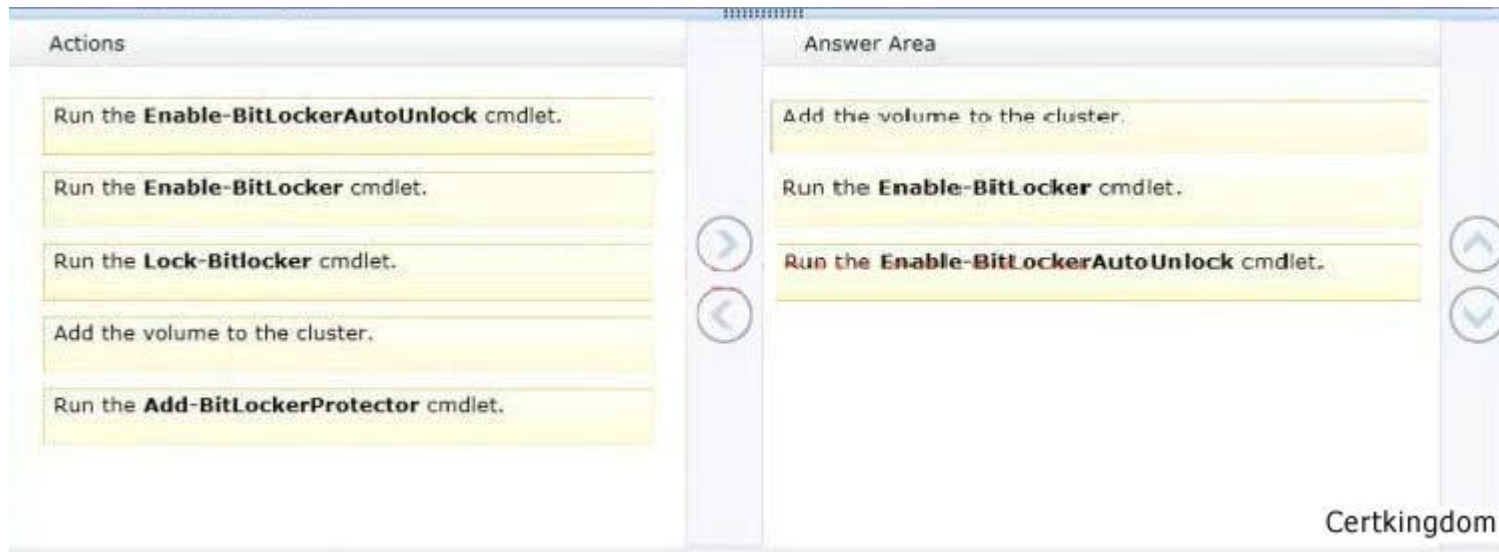 Actions
Run the Enable-BitLockerAutoUnlock cmdlet.
Run the Enable-BitLocker cmdlet.
Run the Lock-Bitlocker cmdlet.
Add the volume to the cluster.
Run the Add-BitLockerProtector cmdlet.
Answer Area
Add the volume to the cluster.
Run the Enable-BitLocker cmdlet.
Run the Enable-BitLockerAutoUnlock cmdlet.
Certkingdom